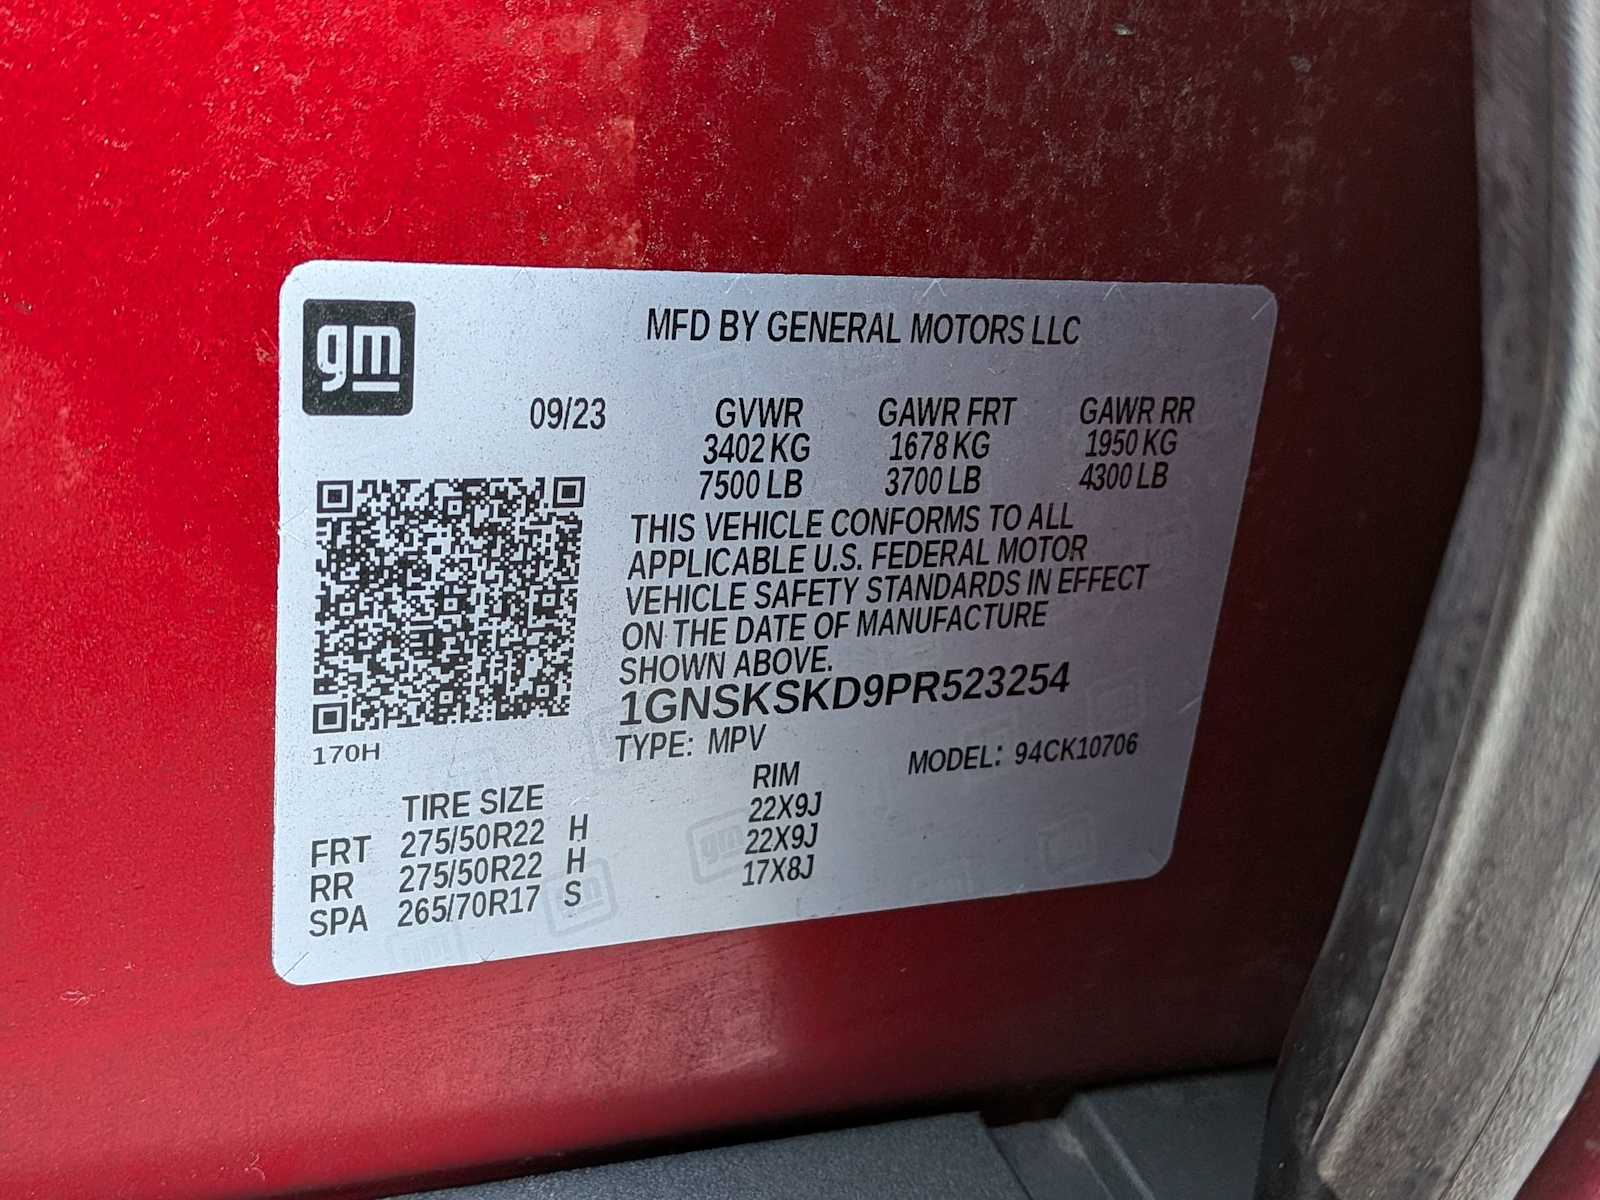 gm
MFD BY GENERAL MOTORS LLC
09/23 GVWR GAWR FRT GAWR RR
3402 KG 1678 KG 1950 KG
7500 LB 3700 LB 4300 LB
THIS VEHICLE CONFORMS TO ALL
APPLICABLE U.S. FEDERAL MOTOR
VEHICLE SAFETY STANDARDS IN EFFECT
ON THE DATE OF MANUFACTURE
SHOWN ABOVE.
1GNSKSKD9PR523254
170H
TYPE: MPV MODEL: 94CK10706
TIRE SIZE RIM
FRT 275/50R22 H 22X9J
RR 275/50R22 H 22X9J
SPA 265/70R17 S 17X8J